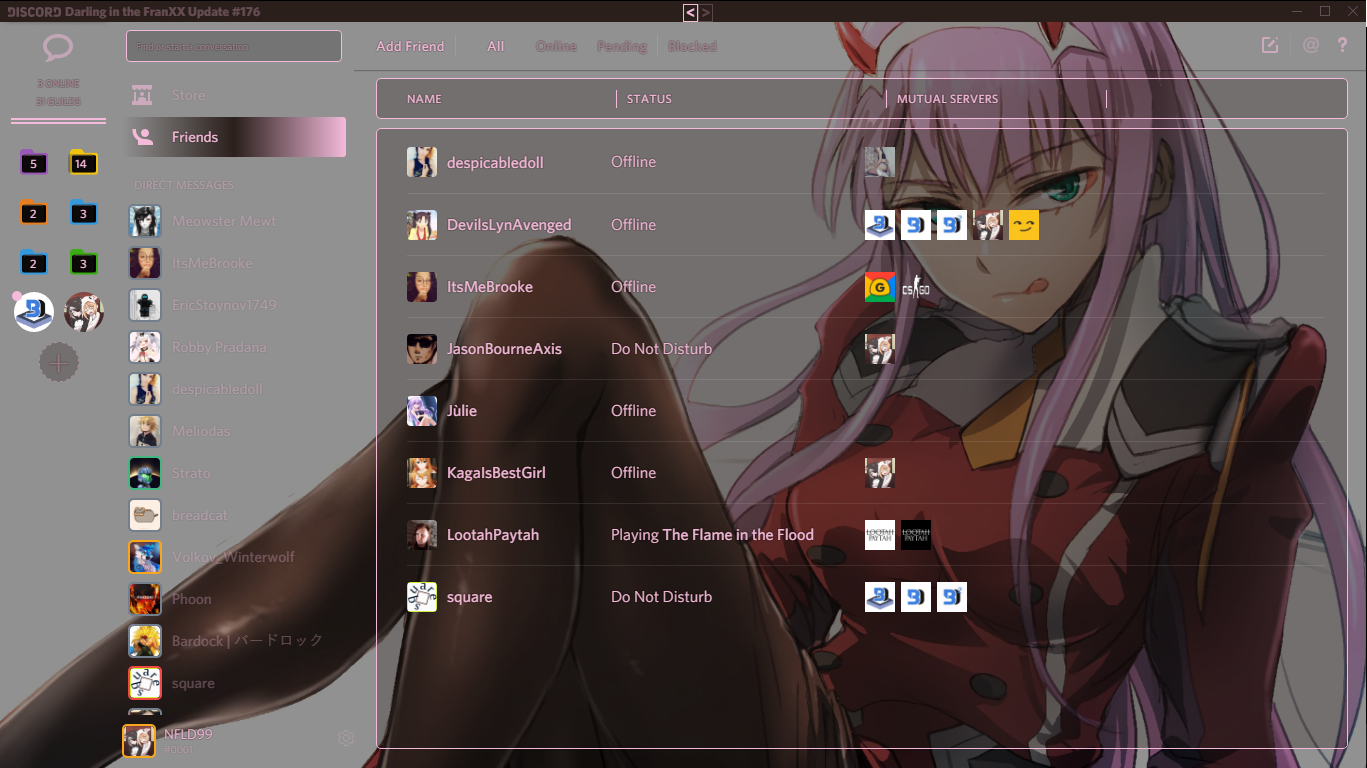 DISCORD Darling in the FranXX Update #176
< >
Find or start a conversation
Add Friend
All
Online
Pending
Blocked
@
?
3 ONLINE
31 GUILDS
Store
Friends
NAME
STATUS
MUTUAL SERVERS
5
14
2
3
2
3
DIRECT MESSAGES
Meowster Mewt
ItsMeBrooke
EricStoynov1749
Robby Pradana
despicabledoll
Meliodas
Strato
breadcat
Volkov_Winterwolf
Phoon
Bardock | バードロック
square
NFLD99
#0001
despicabledoll Offline
DevilsLynAvenged Offline
ItsMeBrooke Offline
G
CS GO
JasonBourneAxis Do Not Disturb
Jùlie Offline
KagaIsBestGirl Offline
LootahPaytah Playing The Flame in the Flood
LOOTAH
PAYTAH
LOOTAH
PAYTAH
square Do Not Disturb